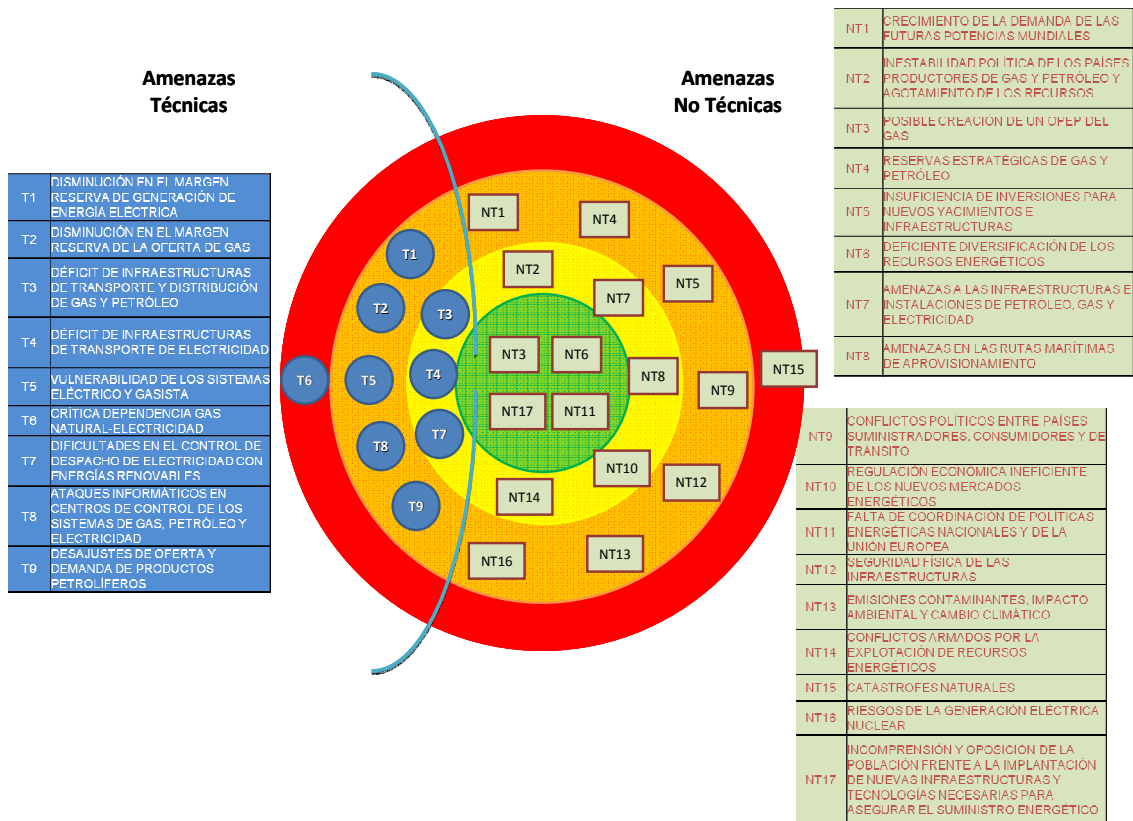 Amenazas
Técnicas
Amenazas
No Técnicas
T1
DISMINUCIÓN EN EL MARGEN
RESERVA DE GENERACIÓN DE
ENERGÍA ELÉCTRICA
T2
DISMINUCIÓN EN EL MARGEN
RESERVA DE LA OFERTA DE GAS
T3
DÉFICIT DE INFRAESTRUCTURAS
DE TRANSPORTE Y DISTRIBUCIÓN
DE GAS Y PETRÓLEO
T4
DÉFICIT DE INFRAESTRUCTURAS
DE TRANSPORTE DE ELECTRICIDAD
T5
VULNERABILIDAD DE LOS SISTEMAS
ELÉCTRICO Y GASISTA
T6
CRÍTICA DEPENDENCIA GAS
NATURAL-ELECTRICIDAD
T7
DIFICULTADES EN EL CONTROL DE
DESPACHO DE ELECTRICIDAD CON
ENERGÍAS RENOVABLES
T8
ATAQUES INFORMÁTICOS EN
CENTROS DE CONTROL DE LOS
SISTEMAS DE GAS, PETRÓLEO Y
ELECTRICIDAD
T9
DESAJUSTES DE OFERTA Y
DEMANDA DE PRODUCTOS
PETROLÍFEROS
NT1
NT4
T1
NT2
NT5
T2
NT7
T3
NT3
NT6
T6
T5
T4
NT8
NT15
NT9
NT17
NT11
T8
T7
NT10
NT12
T9
NT14
NT16
NT13
NT1
CRECIMIENTO DE LA DEMANDA DE LAS
FUTURAS POTENCIAS MUNDIALES
NT2
INESTABILIDAD POLÍTICA DE LOS PAÍSES
PRODUCTORES DE GAS Y PETRÓLEO Y
AGOTAMIENTO DE LOS RECURSOS
NT3
POSIBLE CREACIÓN DE UN OPEP DEL
GAS
NT4
RESERVAS ESTRATÉGICAS DE GAS Y
PETRÓLEO
NT5
INSUFICIENCIA DE INVERSIONES PARA
NUEVOS YACIMIENTOS E
INFRAESTRUCTURAS
NT6
DEFICIENTE DIVERSIFICACIÓN DE LOS
RECURSOS ENERGÉTICOS
NT7
AMENAZAS A LAS INFRAESTRUCTURAS E
INSTALACIONES DE PETRÓLEO, GAS Y
ELECTRICIDAD
NT8
AMENAZAS EN LAS RUTAS MARÍTIMAS
DE APROVISIONAMIENTO
NT9
CONFLICTOS POLÍTICOS ENTRE PAÍSES
SUMINISTRADORES, CONSUMIDORES Y DE
TRÁNSITO
NT10
REGULACIÓN ECONÓMICA INEFICIENTE
DE LOS NUEVOS MERCADOS
ENERGÉTICOS
NT11
FALTA DE COORDINACIÓN DE POLÍTICAS
ENERGÉTICAS NACIONALES Y DE LA
UNIÓN EUROPEA
NT12
SEGURIDAD FÍSICA DE LAS
INFRAESTRUCTURAS
NT13
EMISIONES CONTAMINANTES, IMPACTO
AMBIENTAL Y CAMBIO CLIMÁTICO
NT14
CONFLICTOS ARMADOS POR LA
EXPLOTACIÓN DE RECURSOS
ENERGÉTICOS
NT15
CATÁSTROFES NATURALES
NT16
RIESGOS DE LA GENERACIÓN ELÉCTRICA
NUCLEAR
NT17
INCOMPRENSIÓN Y OPOSICIÓN DE LA
POBLACIÓN FRENTE A LA IMPLANTACIÓN
DE NUEVAS INFRAESTRUCTURAS Y
TECNOLOGÍAS NECESARIAS PARA
ASEGURAR EL SUMINISTRO ENERGÉTICO